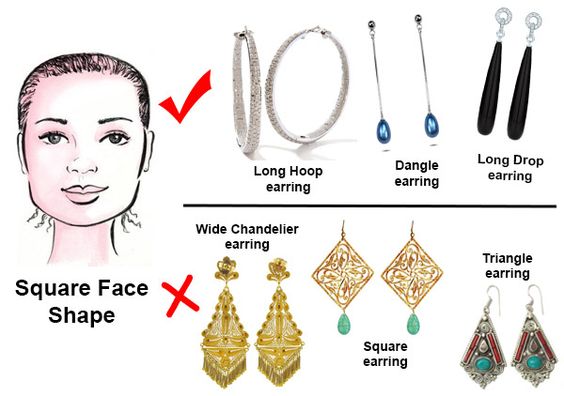 Long Hoop
earring
Dangle
earring
Long Drop
earring
Square Face
Shape
Wide Chandelier
earring
Square
earring
Triangle
earring